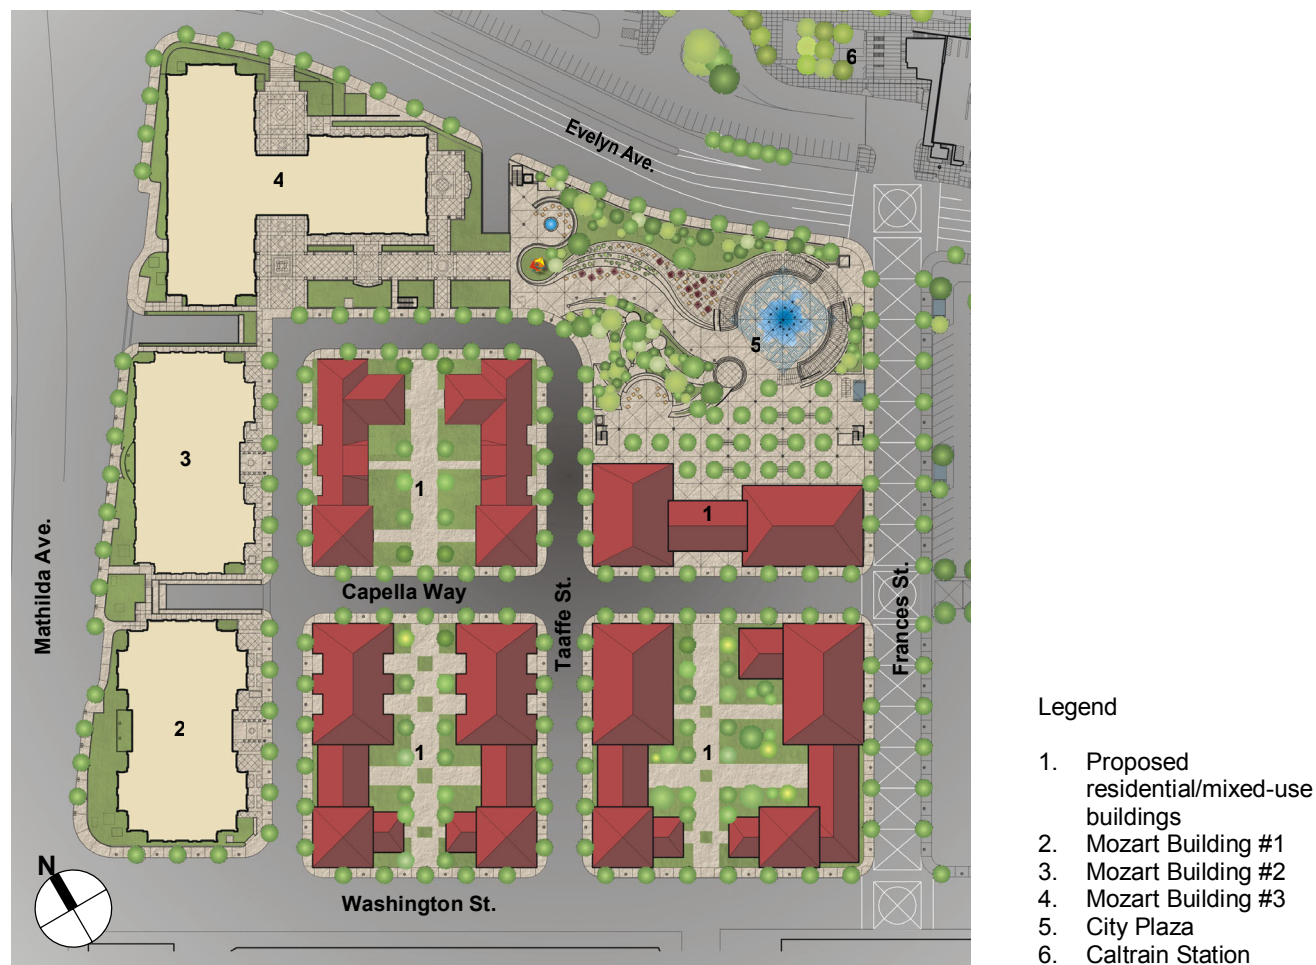 6
Evelyn Ave.
4
5
3
1
1
Mathilda Ave.
Capella Way
Taaffe St.
Frances St.
2
1
1
N
Washington St.
Legend
1. Proposed
residential/mixed-use
buildings
2. Mozart Building #1
3. Mozart Building #2
4. Mozart Building #3
5. City Plaza
6. Caltrain Station